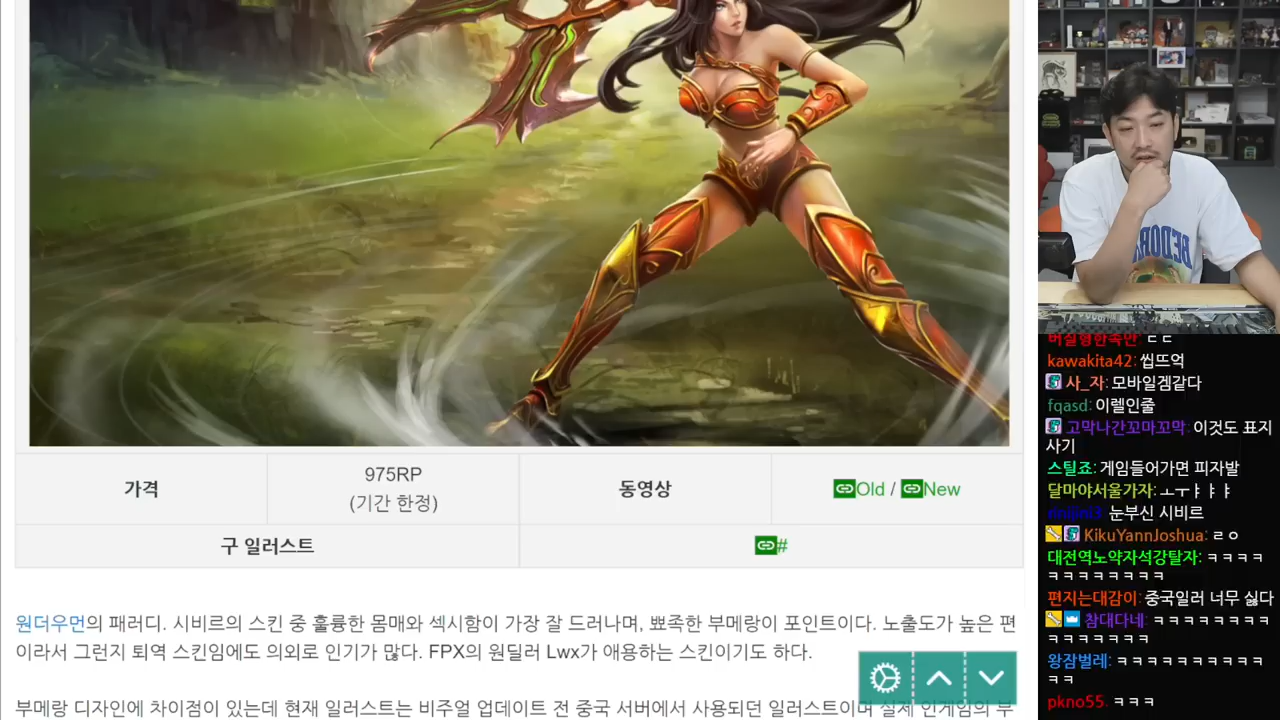 가격
975RP
(기간 한정)
동영상
Old / New
구 일러스트
#
원더우먼의 패러디. 시비르의 스킨 중 훌륭한 몸매와 섹시함이 가장 잘 드러나며, 뾰족한 부메랑이 포인트이다. 노출도가 높은 편
이라서 그런지 퇴역 스킨임에도 의외로 인기가 많다. FPX의 원딜러 Lwx가 애용하는 스킨이기도 하다.
부메랑 디자인에 차이점이 있는데 현재 일러스트는 비주얼 업데이트 전 중국 서버에서 사용되던 일러스트이며 실제 인게임의 부
ㄷㄷ
kawakita42: 씹뜨억
사_자: 모바일겜같다
fqasd: 이렐인줄
고막나간꼬마꼬막: 이것도 표지
사기
스틸죠: 게임들어가면 피자발
달마야서울가자: ㅗㅜㅑㅑㅑ
눈부신 시비르
KikuYannJoshua: ㄹㅇ
대전역노약자석강탈자: ㅋㅋㅋㅋ
ㅋㅋㅋㅋㅋㅋㅋㅋ
편지는대감이: 중국일러 너무 싫다
참대다네: ㅋㅋㅋㅋㅋㅋㅋㅋ
ㅋㅋㅋㅋㅋㅋㅋ
왕잠벌레: ㅋㅋㅋㅋㅋㅋㅋㅋㅋㅋ
ㅋㅋ
pkno55: ㅋㅋㅋ